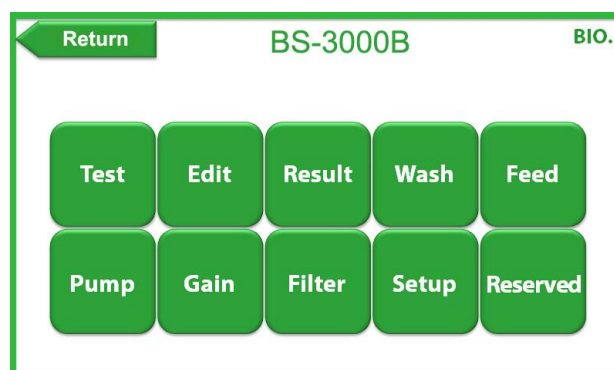 Return BS-3000B BIO.
Test Edit Result Wash Feed
Pump Gain Filter Setup Reserved